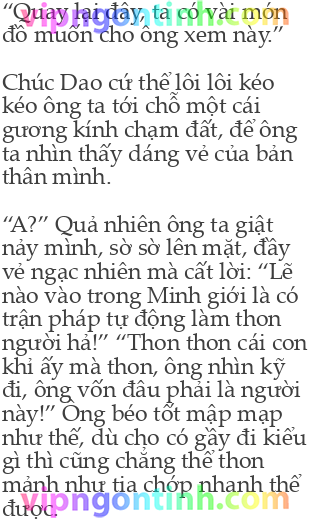 “Quay lại đây, ta có vài món
đồ muốn cho ông xem này.”
Chúc Dao cứ thể lôi lôi kéo
kéo ông ta tới chỗ một cái
gương kính chạm đất, để ông
ta nhìn thấy dáng vẻ của bản
thân mình.
“A?” Quả nhiên ông ta giật
nảy mình, sờ sờ lên mặt, đầy
vẻ ngạc nhiên mà cất lời: “Lẽ
nào vào trong Minh giới là có
trận pháp tự động làm thon
người hả!” “Thon thon cái con
khỉ ấy mà thon, ông nhìn kỹ
đi, ông vốn đâu phải là người
này!” Ông béo tốt mập mạp
như thế, dù cho có gầy đi kiểu
gì thì cũng chẳng thể thon
mảnh như tia chớp nhanh thế
được.
vipngontinh.com
vipngontinh.com